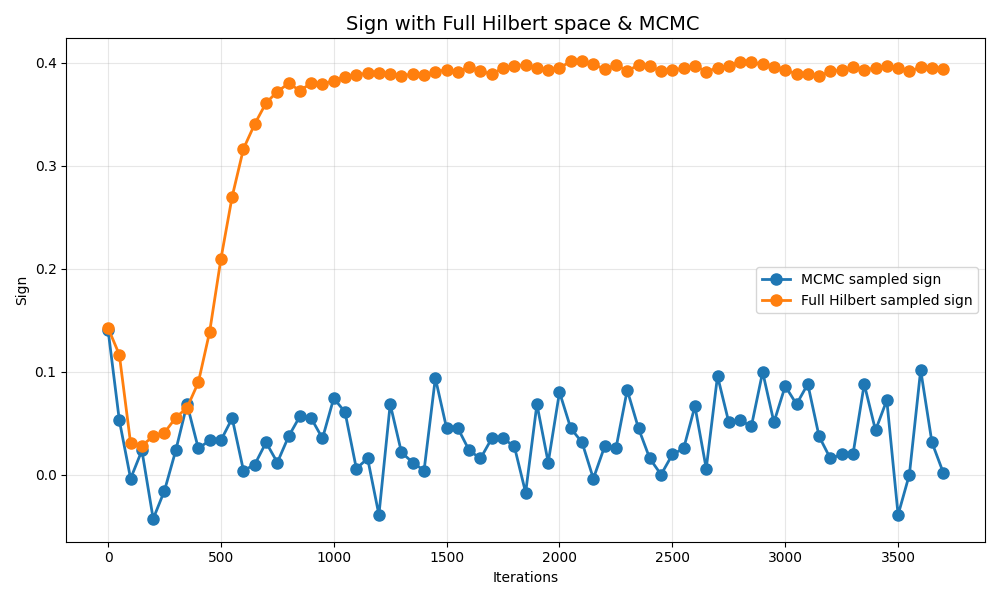 Sign with Full Hilbert space & MCMC
Sign
0.4
0.3
0.2
0.1
0.0
MCMC sampled sign
Full Hilbert sampled sign
0 500 1000 1500 2000 2500 3000 3500
Iterations